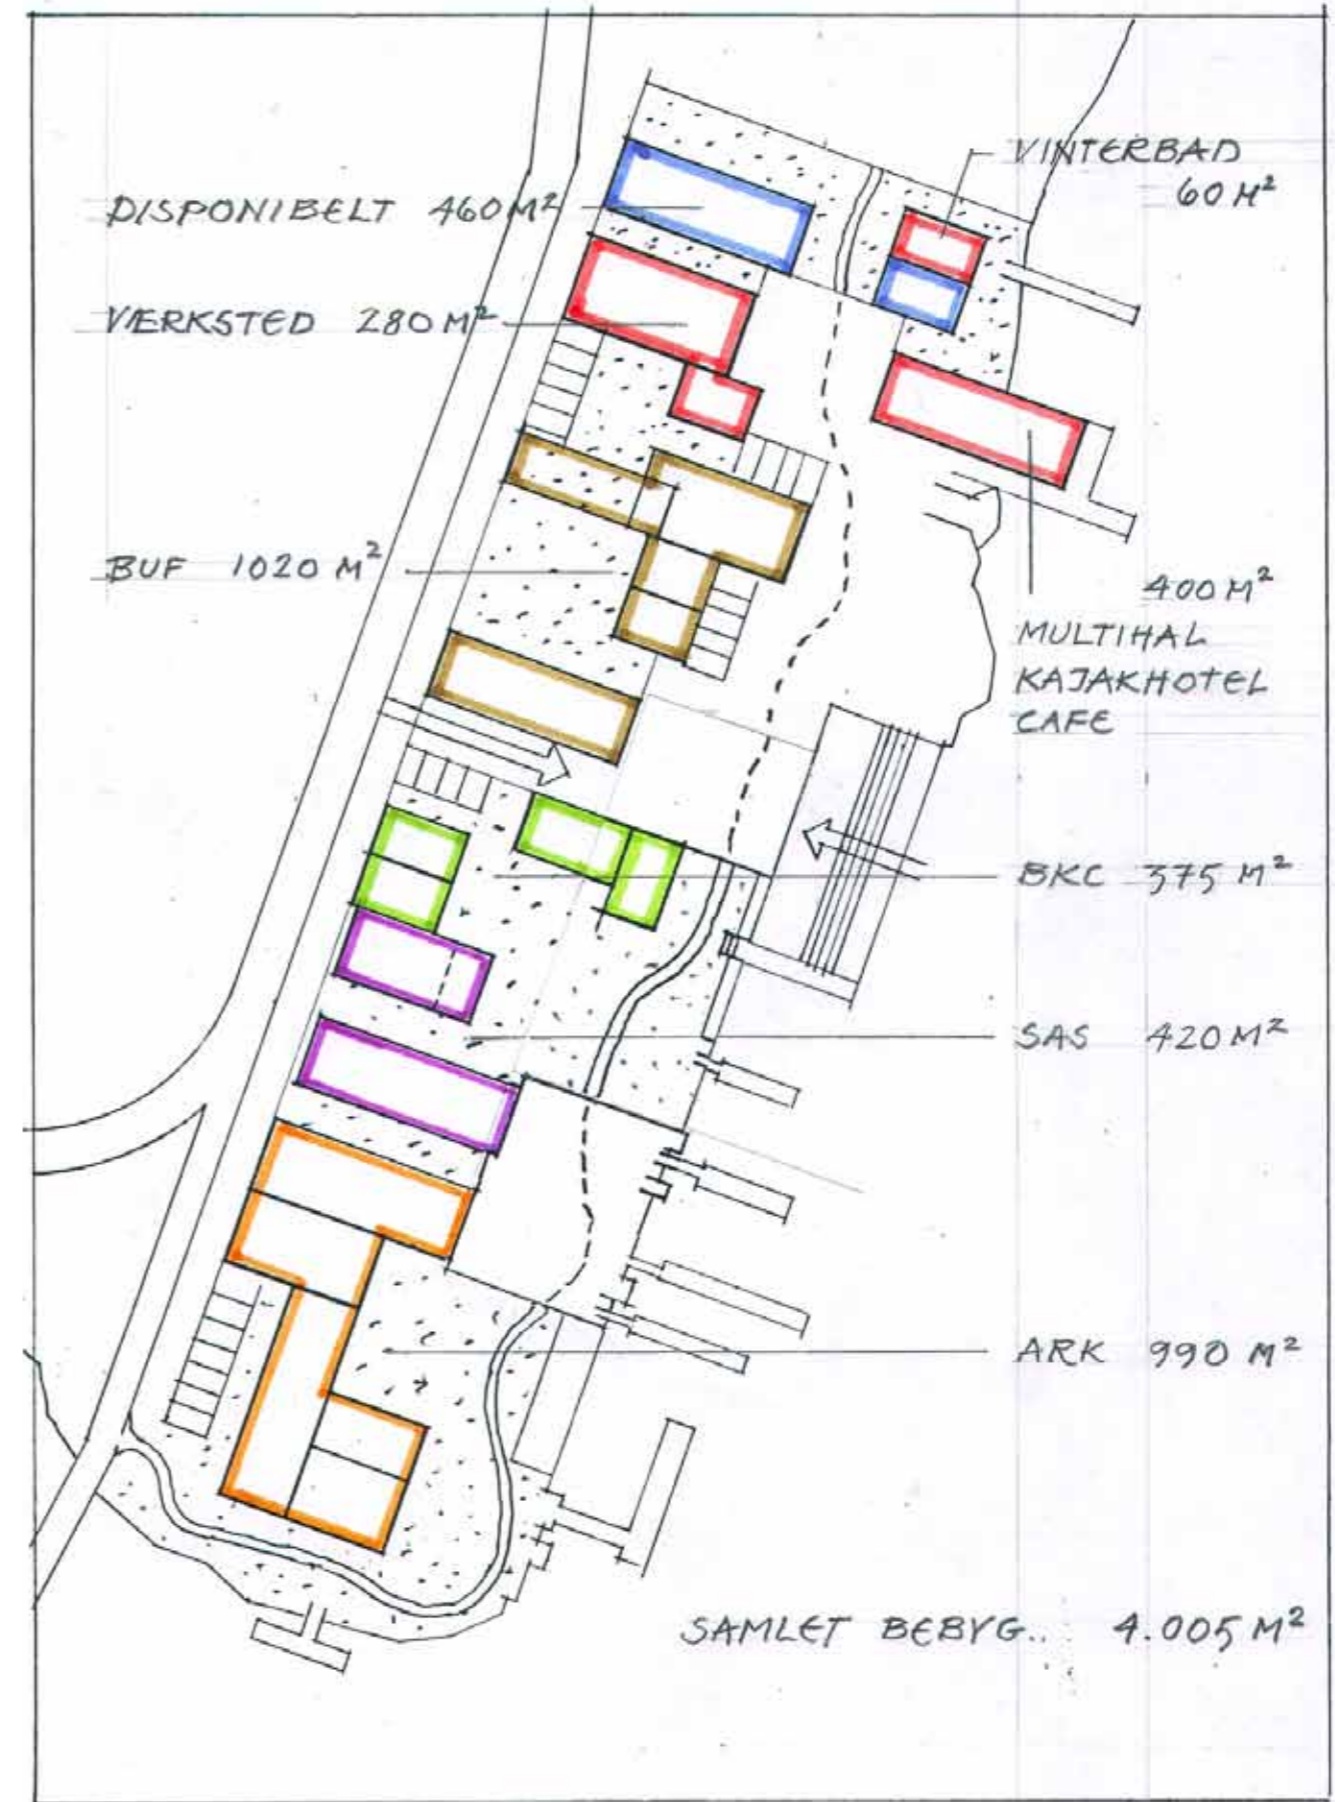 VINTERBAD
60 M²
DISPONIBELT 460 M²
VÆRKSTED 280 M²
BUF 1020 M²
400 M²
MULTIHAL
KAJAKHOTEL
CAFE
BKC 375 M²
SAS 420 M²
ARK 990 M²
SAMLET BEBYG.. 4.005 M²